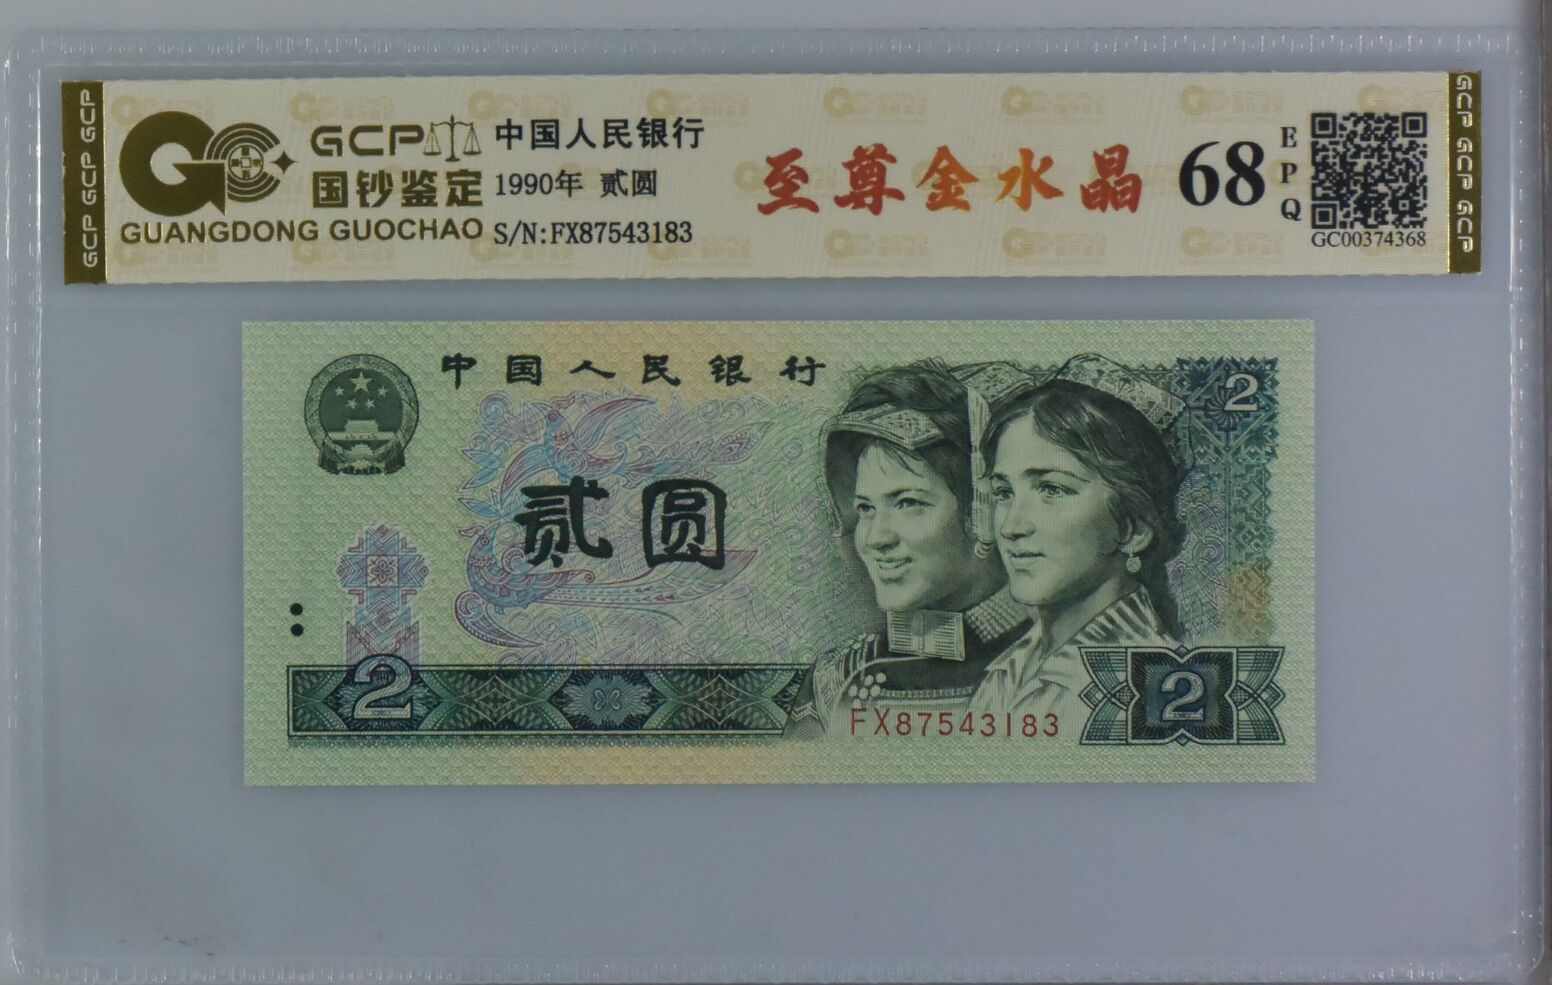 GCP GCP GCP
GCP
国钞鉴定
GUANGDONG GUOCHAO
中国人民银行
1990年 贰圆
S/N:FX87543183
至尊金水晶
68
EPQ
GC00374368
GCP GCP GCP
中国人民银行
2
贰圆
2
FX87543183
2